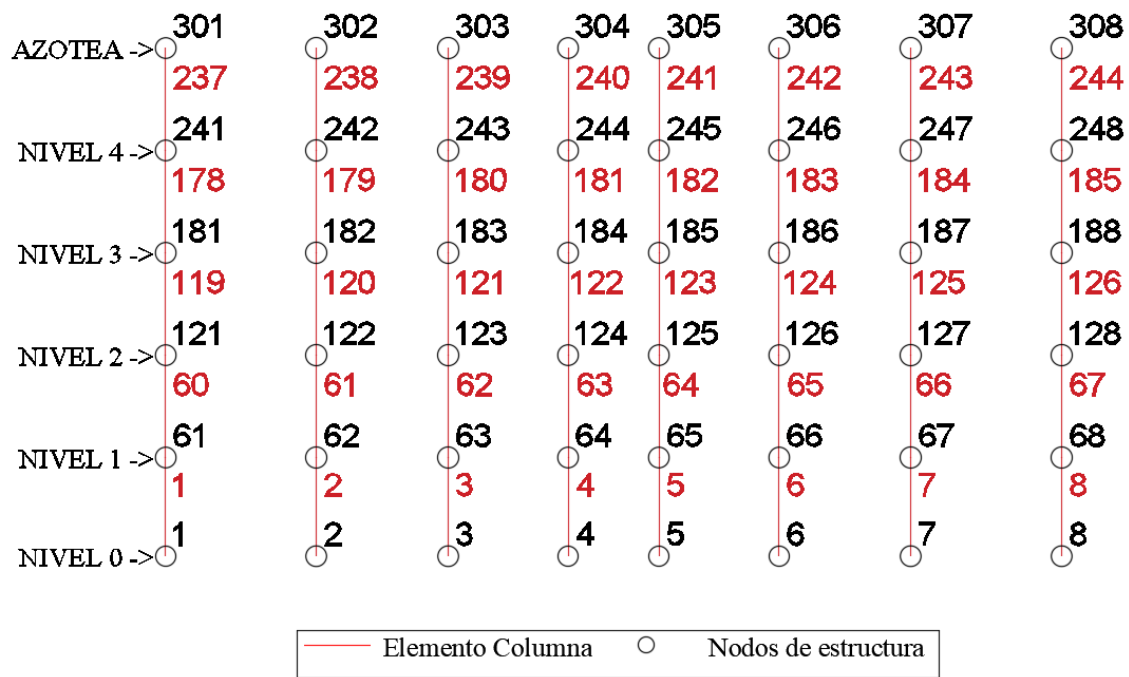 301 302 303 304 305 306 307 308
AZOTEA ->
237 238 239 240 241 242 243 244
241 242 243 244 245 246 247 248
NIVEL 4 ->
178 179 180 181 182 183 184 185
181 182 183 184 185 186 187 188
NIVEL 3 ->
119 120 121 122 123 124 125 126
121 122 123 124 125 126 127 128
NIVEL 2 ->
60 61 62 63 64 65 66 67
61 62 63 64 65 66 67 68
NIVEL 1 ->
1 2 3 4 5 6 7 8
1 2 3 4 5 6 7 8
NIVEL 0 ->
Elemento Columna Nodos de estructura